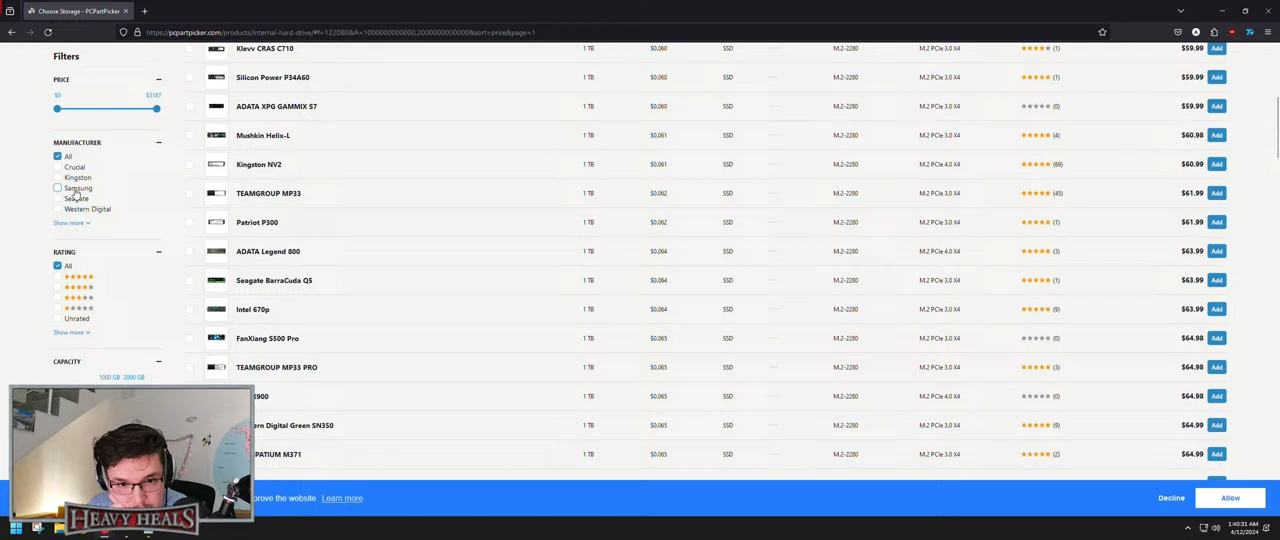 Choose Storage - PCPartPicker
https://pcpartpicker.com/products/internal-hard-drive/#f=122080&A=1000000000000,2000000000000&sort=price&page=1
Filters
PRICE
$0 $3187
MANUFACTURER
All
Crucial
Kingston
Samsung
Seagate
Western Digital
Show more
RATING
All
Unrated
Show more
CAPACITY
1000 GB 2000 GB
Klevv CRAS C710 1 TB $0.060 SSD M.2-2280 M.2 PCIe 3.0 X4 (1) $59.99 Add
Silicon Power P34A60 1 TB $0.060 SSD M.2-2280 M.2 PCIe 3.0 X4 (1) $59.99 Add
ADATA XPG GAMMIX S7 1 TB $0.060 SSD M.2-2280 M.2 PCIe 3.0 X4 (0) $59.99 Add
Mushkin Helix-L 1 TB $0.061 SSD M.2-2280 M.2 PCIe 3.0 X4 (4) $60.98 Add
Kingston NV2 1 TB $0.061 SSD M.2-2280 M.2 PCIe 4.0 X4 (69) $60.99 Add
TEAMGROUP MP33 1 TB $0.062 SSD M.2-2280 M.2 PCIe 3.0 X4 (45) $61.99 Add
Patriot P300 1 TB $0.062 SSD M.2-2280 M.2 PCIe 3.0 X4 (1) $61.99 Add
ADATA Legend 800 1 TB $0.064 SSD M.2-2280 M.2 PCIe 4.0 X4 (3) $63.99 Add
Seagate BarraCuda Q5 1 TB $0.064 SSD M.2-2280 M.2 PCIe 3.0 X4 (1) $63.99 Add
Intel 670p 1 TB $0.064 SSD M.2-2280 M.2 PCIe 3.0 X4 (9) $63.99 Add
FanXiang S500 Pro 1 TB $0.065 SSD M.2-2280 M.2 PCIe 3.0 X4 (0) $64.98 Add
TEAMGROUP MP33 PRO 1 TB $0.065 SSD M.2-2280 M.2 PCIe 3.0 X4 (3) $64.98 Add
X900 1 TB $0.065 SSD M.2-2280 M.2 PCIe 4.0 X4 (0) $64.98 Add
ern Digital Green SN350 1 TB $0.065 SSD M.2-2280 M.2 PCIe 3.0 X4 (9) $64.99 Add
PATIUM M371 1 TB $0.065 SSD M.2-2280 M.2 PCIe 3.0 X4 (2) $64.99 Add
prove the website. Learn more Decline Allow
HEAVY HEALS
1:40:31 AM
4/12/2024